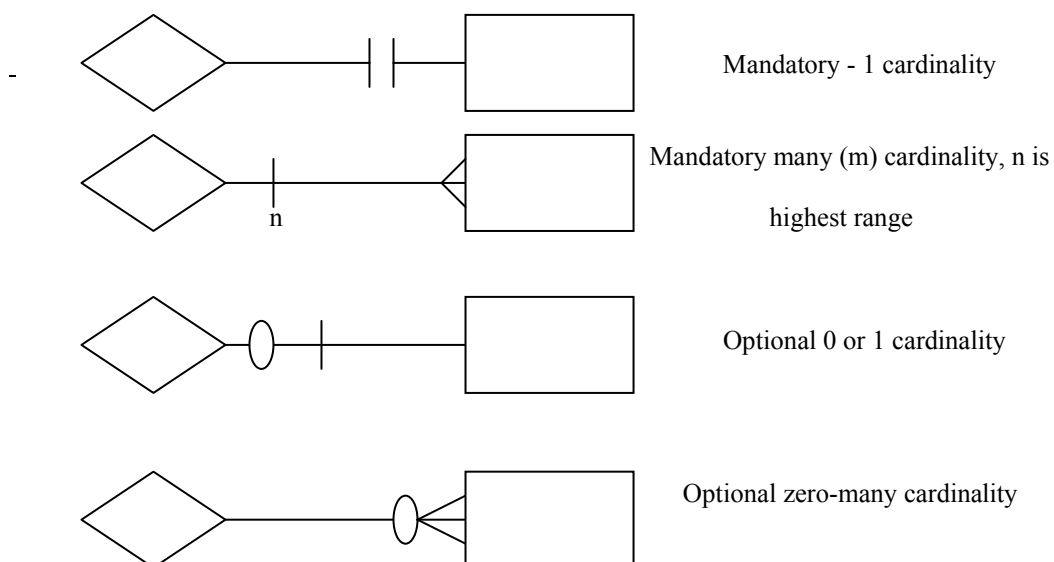 -
Mandatory - 1 cardinality
Mandatory many (m) cardinality, n is
highest range
n
Optional 0 or 1 cardinality
Optional zero-many cardinality